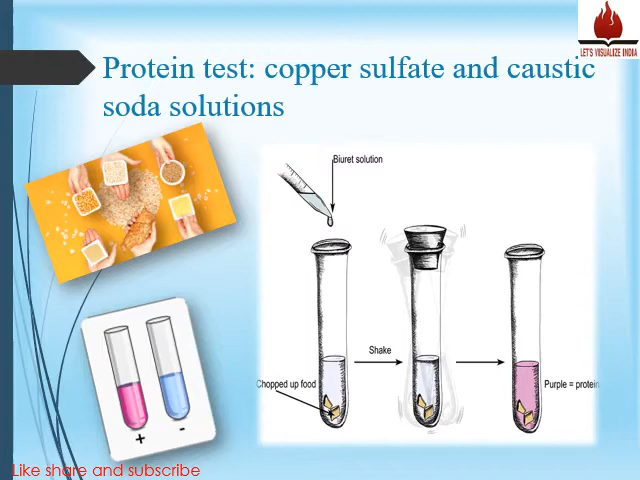 LET'S VISUALIZE INDIA
Protein test: copper sulfate and caustic
soda solutions
Biuret solution
Shake
Chopped up food
Purple = protein
+ -
Like share and subscribe